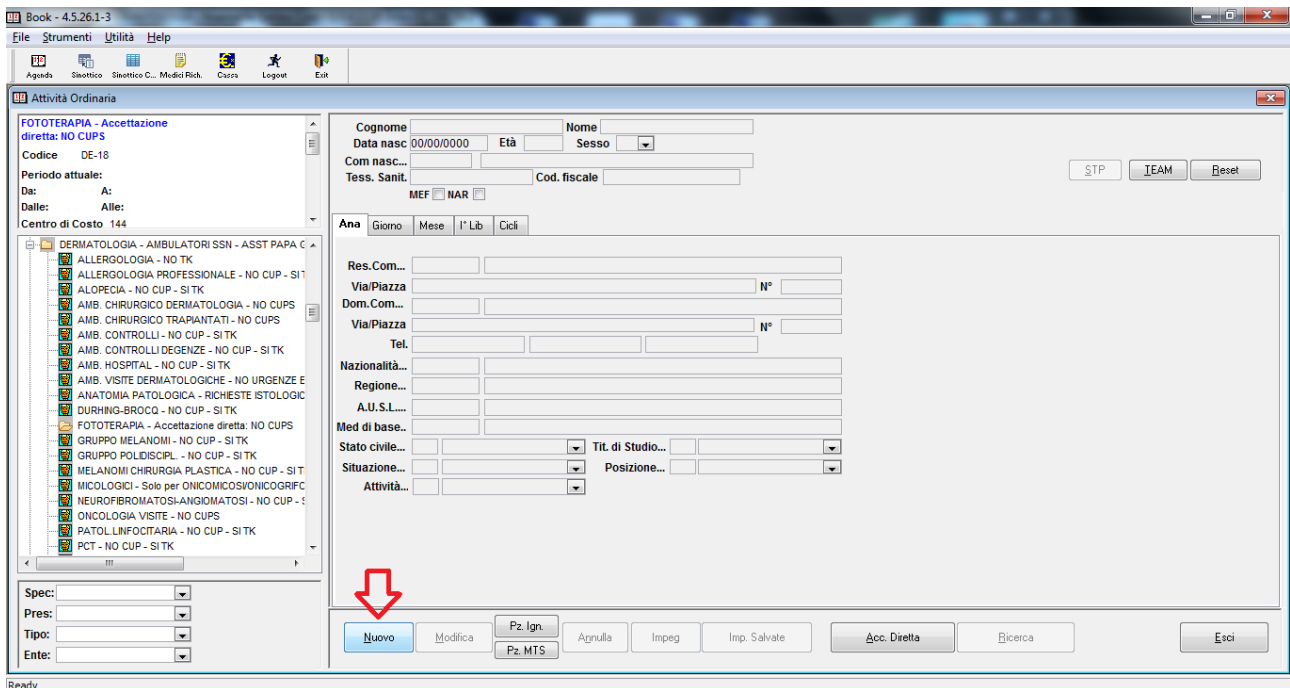 Book - 4.5.26.1-3
File Strumenti Utilità Help
Agenda Sinottico Sinottico C... Medici Rich. Cassa Logout Exit
Attività Ordinaria
FOTOTERAPIA - Accettazione
diretta: NO CUPS
Codice DE-18
Periodo attuale:
Da: A:
Dalle: Alle:
Centro di Costo 144
DERMATOLOGIA - AMBULATORI SSN - ASST PAPA G
ALLERGOLOGIA - NO TK
ALLERGOLOGIA PROFESSIONALE - NO CUP - SI T
ALOPECIA - NO CUP - SI TK
AMB. CHIRURGICO DERMATOLOGIA - NO CUPS
AMB. CHIRURGICO TRAPIANTATI - NO CUPS
AMB. CONTROLLI - NO CUP - SI TK
AMB. CONTROLLI DEGENZE - NO CUP - SI TK
AMB. HOSPITAL - NO CUP - SI TK
AMB. VISITE DERMATOLOGICHE - NO URGENZE E
ANATOMIA PATOLOGICA - RICHIESTE ISTOLOGIC
DURHING-BROCQ - NO CUP - SI TK
FOTOTERAPIA - Accettazione diretta: NO CUPS
GRUPPO MELANOMI - NO CUP - SI TK
GRUPPO POLIDISCIPL. - NO CUP - SI TK
MELANOMI CHIRURGIA PLASTICA - NO CUP - SI T
MICOLOGICI - Solo per ONICOMICOSI/ONICOGRIFC
NEUROFIBROMATOSI-ANGIOMATOSI - NO CUP - S
ONCOLOGIA VISITE - NO CUPS
PATOL.LINFOCITARIA - NO CUP - SI TK
PCT - NO CUP - SI TK
Spec:
Pres:
Tipo:
Ente:
Cognome Nome
Data nasc 00/00/0000 Età Sesso
Com nasc...
Tess. Sanit. Cod. fiscale
MEF NAR
STP TEAM Reset
Ana Giorno Mese I° Lib Cicli
Res.Com...
Via/Piazza N°
Dom.Com...
Via/Piazza N°
Tel.
Nazionalità...
Regione...
A.U.S.L....
Med di base..
Stato civile... Tit. di Studio...
Situazione... Posizione...
Attività...
Nuovo Modifica Pz. Ign. Pz. MTS Annulla Impeg Imp. Salvate Acc. Diretta Ricerca Esci
Ready